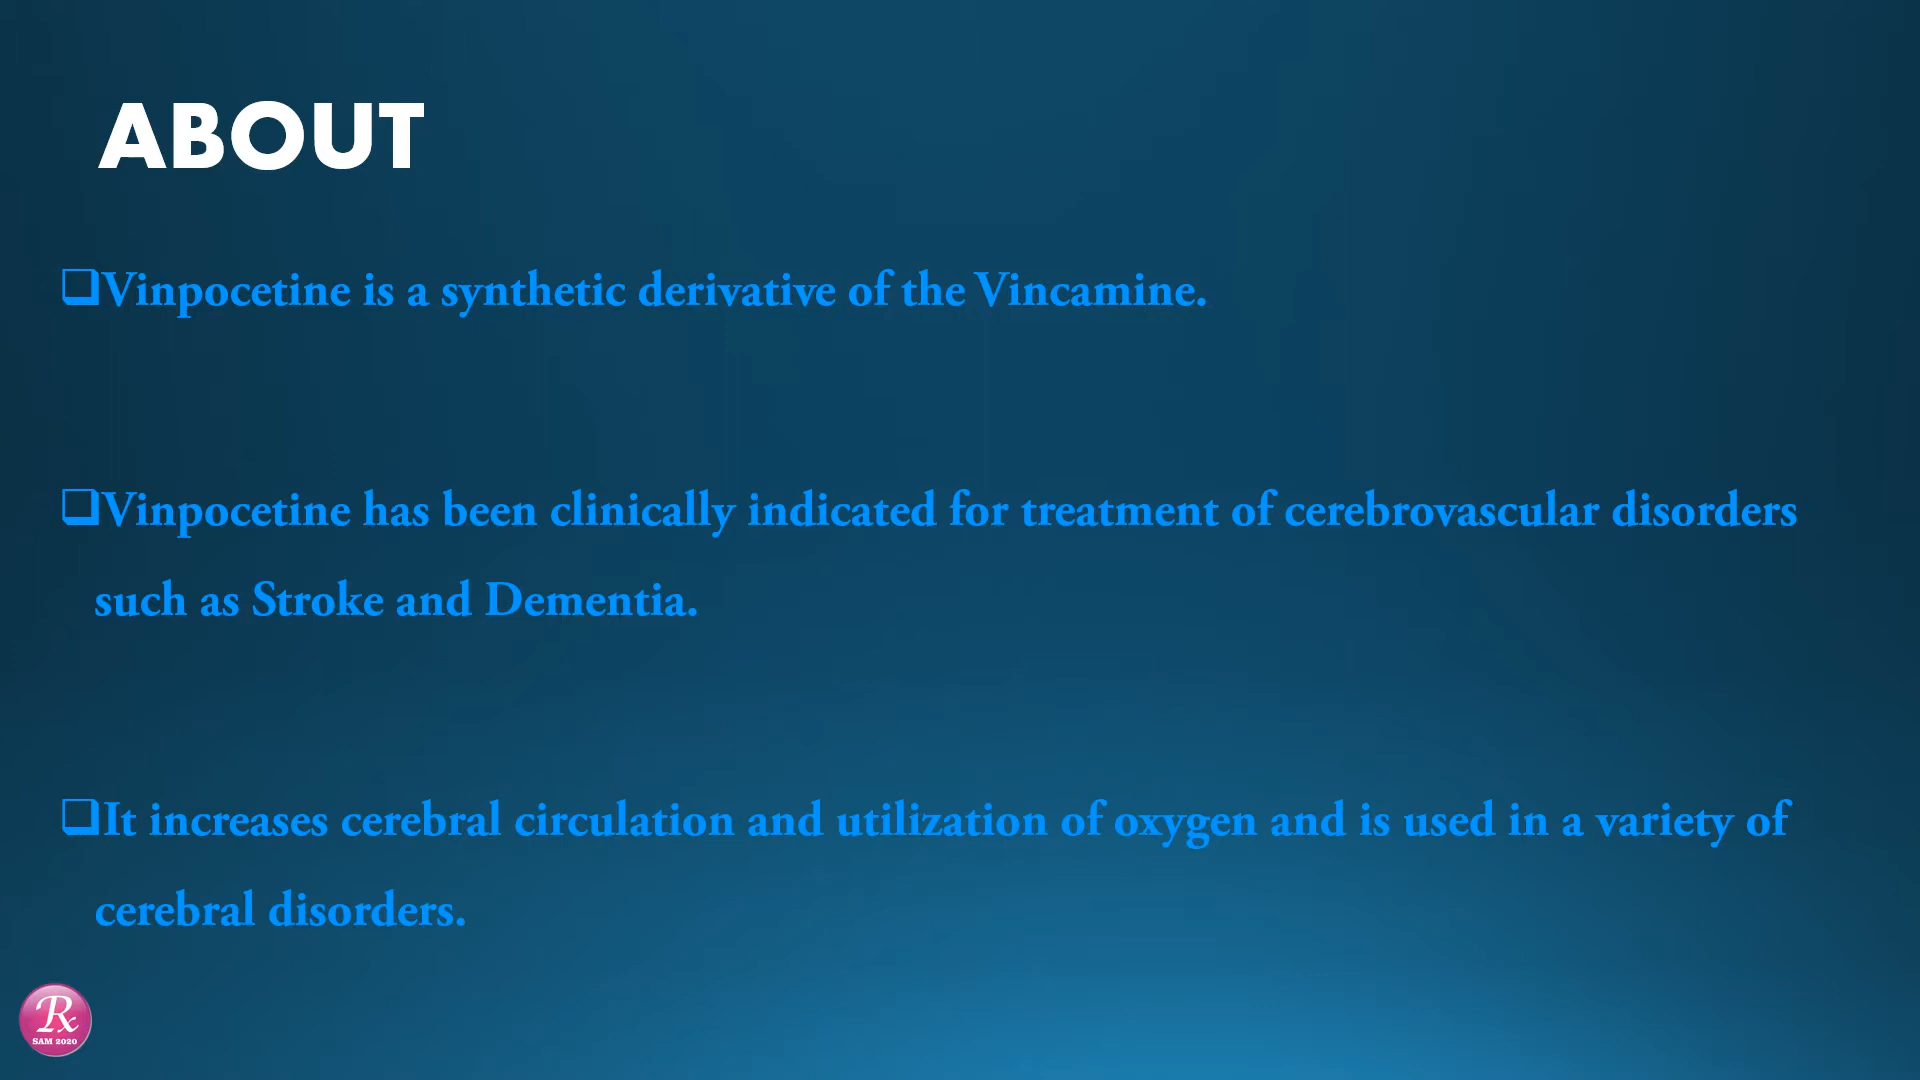 ABOUT
❑Vinpocetine is a synthetic derivative of the Vincamine.
❑Vinpocetine has been clinically indicated for treatment of cerebrovascular disorders
such as Stroke and Dementia.
❑It increases cerebral circulation and utilization of oxygen and is used in a variety of
cerebral disorders.
Rx
SAM 2020